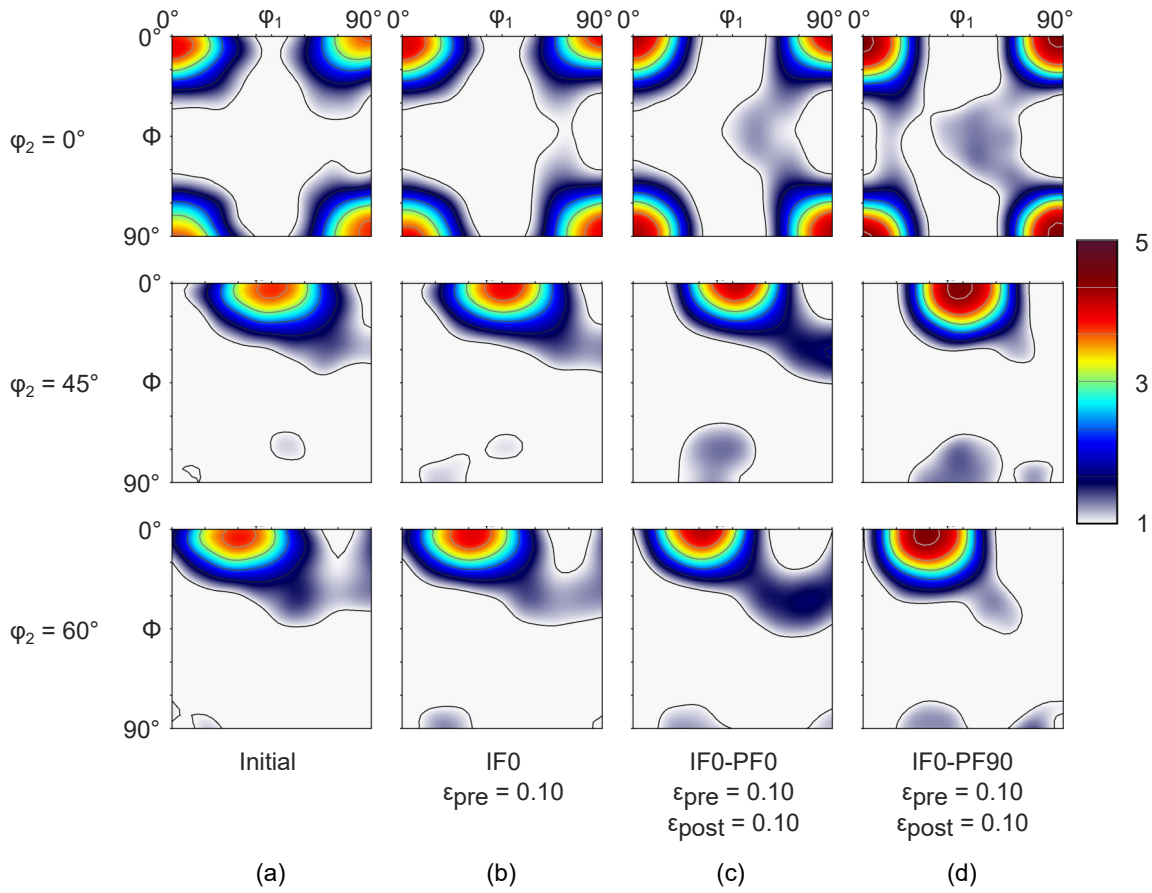 0° φ1 90° 0° φ1 90° 0° φ1 90° 0° φ1 90°
0°
φ2 = 0° Φ
90°
5
0°
φ2 = 45° Φ
3
90°
1
0°
φ2 = 60° Φ
90°
Initial IF0 IF0-PF0 IF0-PF90
εpre = 0.10 εpre = 0.10 εpre = 0.10
εpost = 0.10 εpost = 0.10
(a) (b) (c) (d)